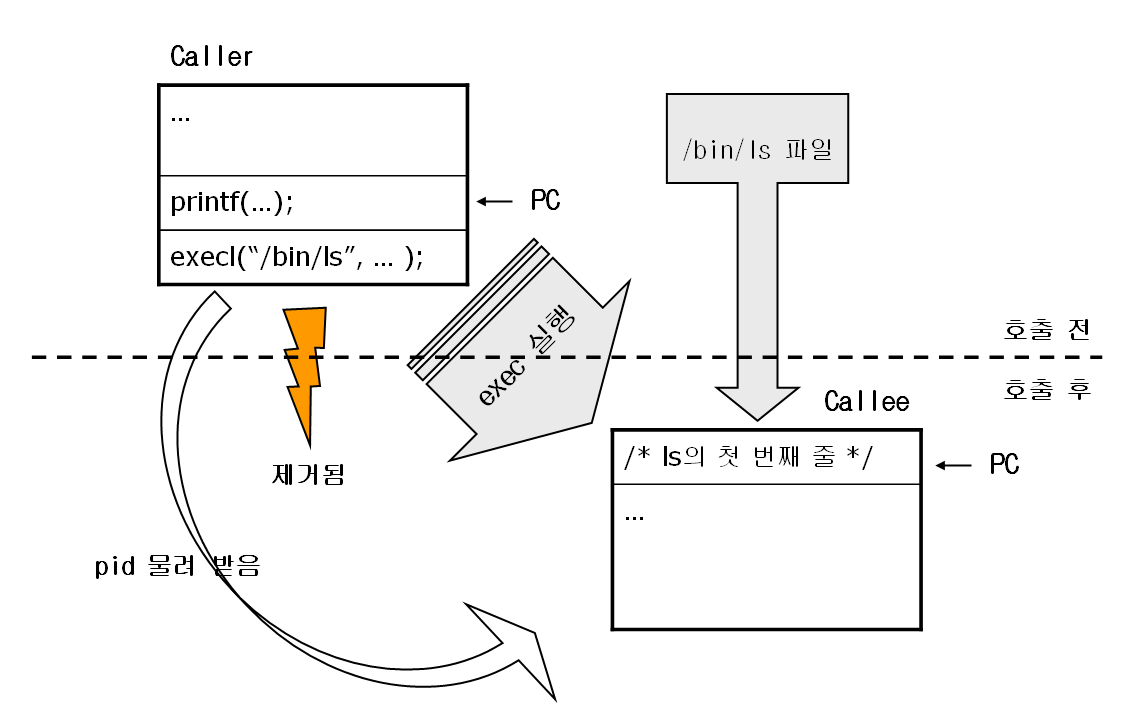 Caller
...
printf(...);
execl(“/bin/ls”, ... );
PC
/bin/ls 파일
exec 실행
호출 전
호출 후
제거됨
Callee
/* ls의 첫 번째 줄 */
...
PC
pid 물려 받음